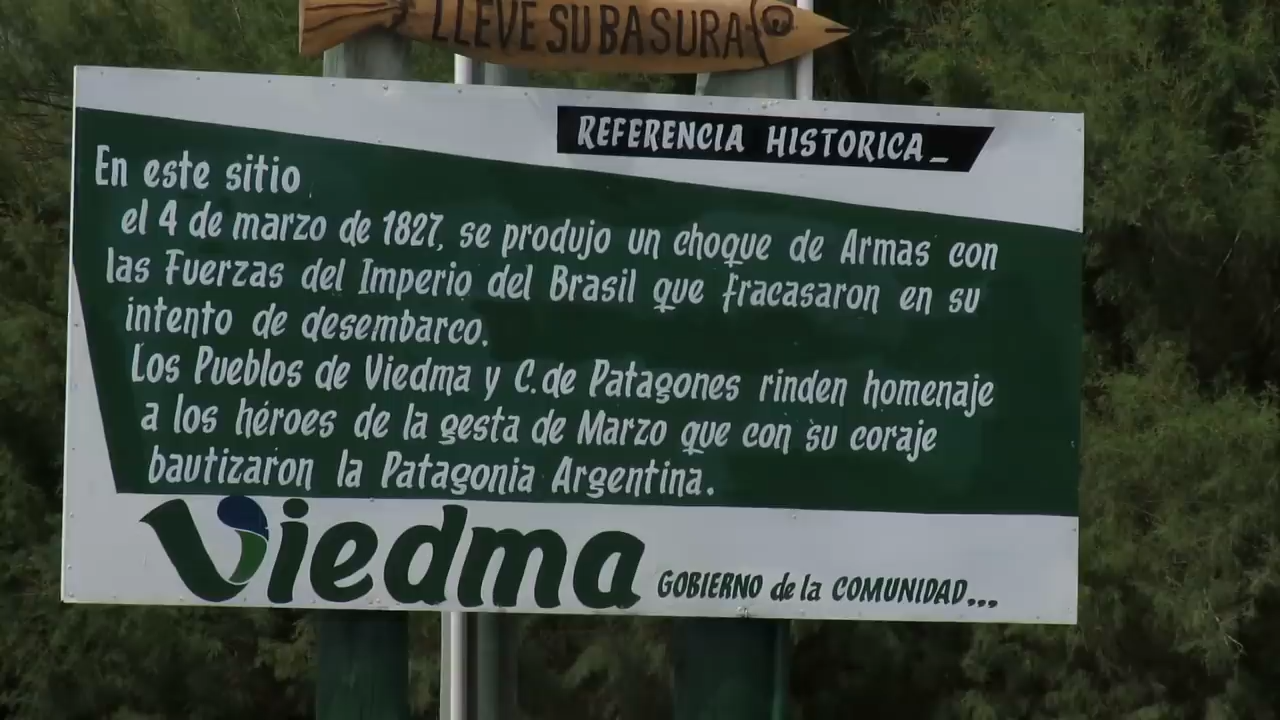 LLEVE SU BASURA
REFERENCIA HISTORICA_
En este sitio
el 4 de marzo de 1827, se produjo un choque de Armas con
las Fuerzas del Imperio del Brasil que fracasaron en su
intento de desembarco.
Los Pueblos de Viedma y C. de Patagones rinden homenaje
a los héroes de la gesta de Marzo que con su coraje
bautizaron la Patagonia Argentina.
Viedma GOBIERNO de la COMUNIDAD...